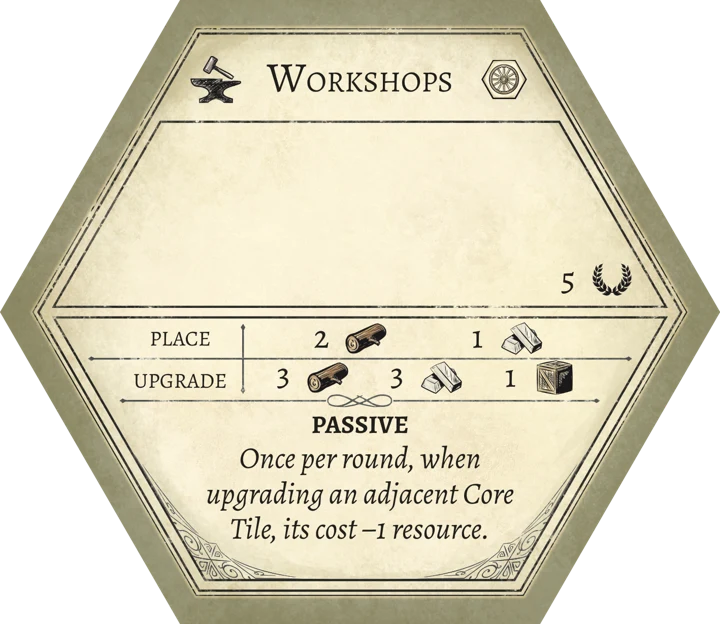 Workshops
5
PLACE 2 1
UPGRADE 3 3 1
PASSIVE
Once per round, when
upgrading an adjacent Core
Tile, its cost –1 resource.